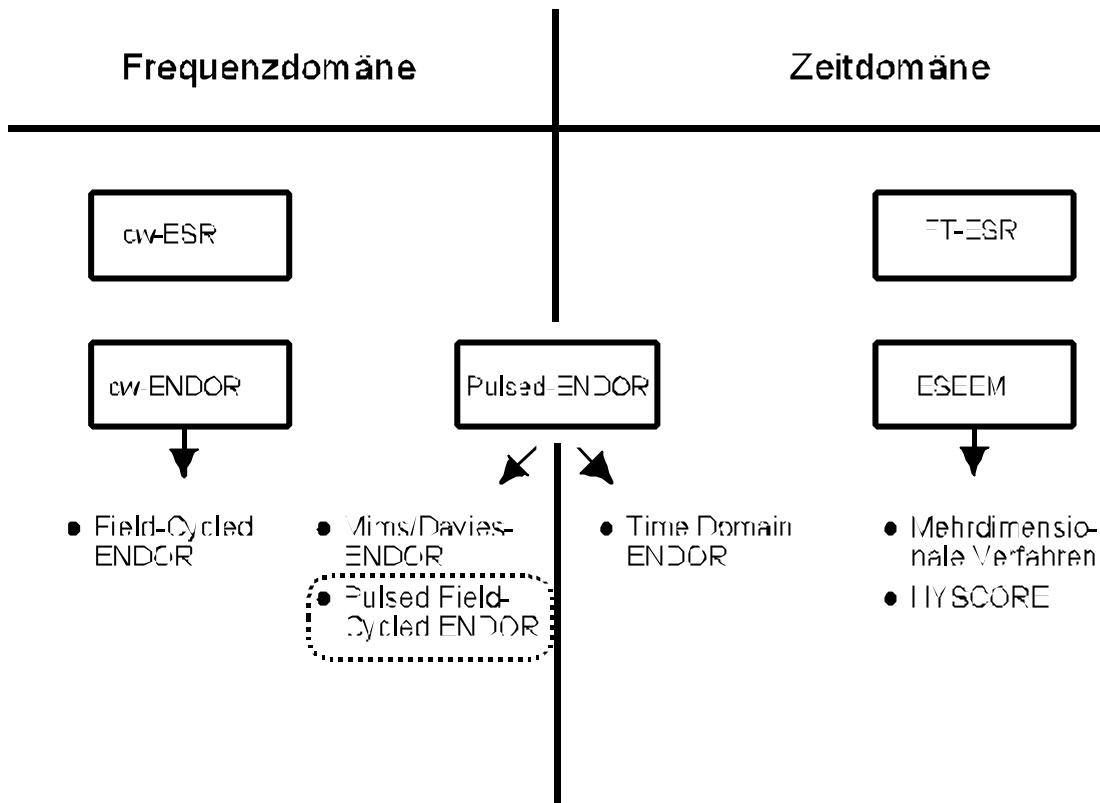 Frequenzdomäne
Zeitdomäne
cw-ESR
FT-ESR
cw-ENDOR
Pulsed-ENDOR
ESEEM
• Field-Cycled
ENDOR
• Mims/Davies-
ENDOR
• Pulsed Field-
Cycled ENDOR
• Time Domain
ENDOR
• Mehrdimensio-
nale Verfahren
• HYSCORE